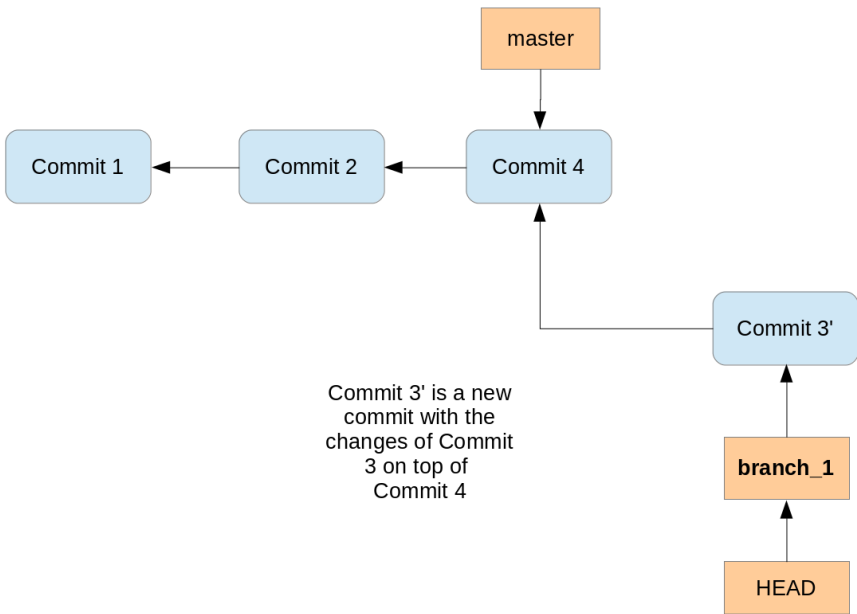 master
Commit 1
Commit 2
Commit 4
Commit 3'
Commit 3' is a new
commit with the
changes of Commit
3 on top of
Commit 4
branch_1
HEAD